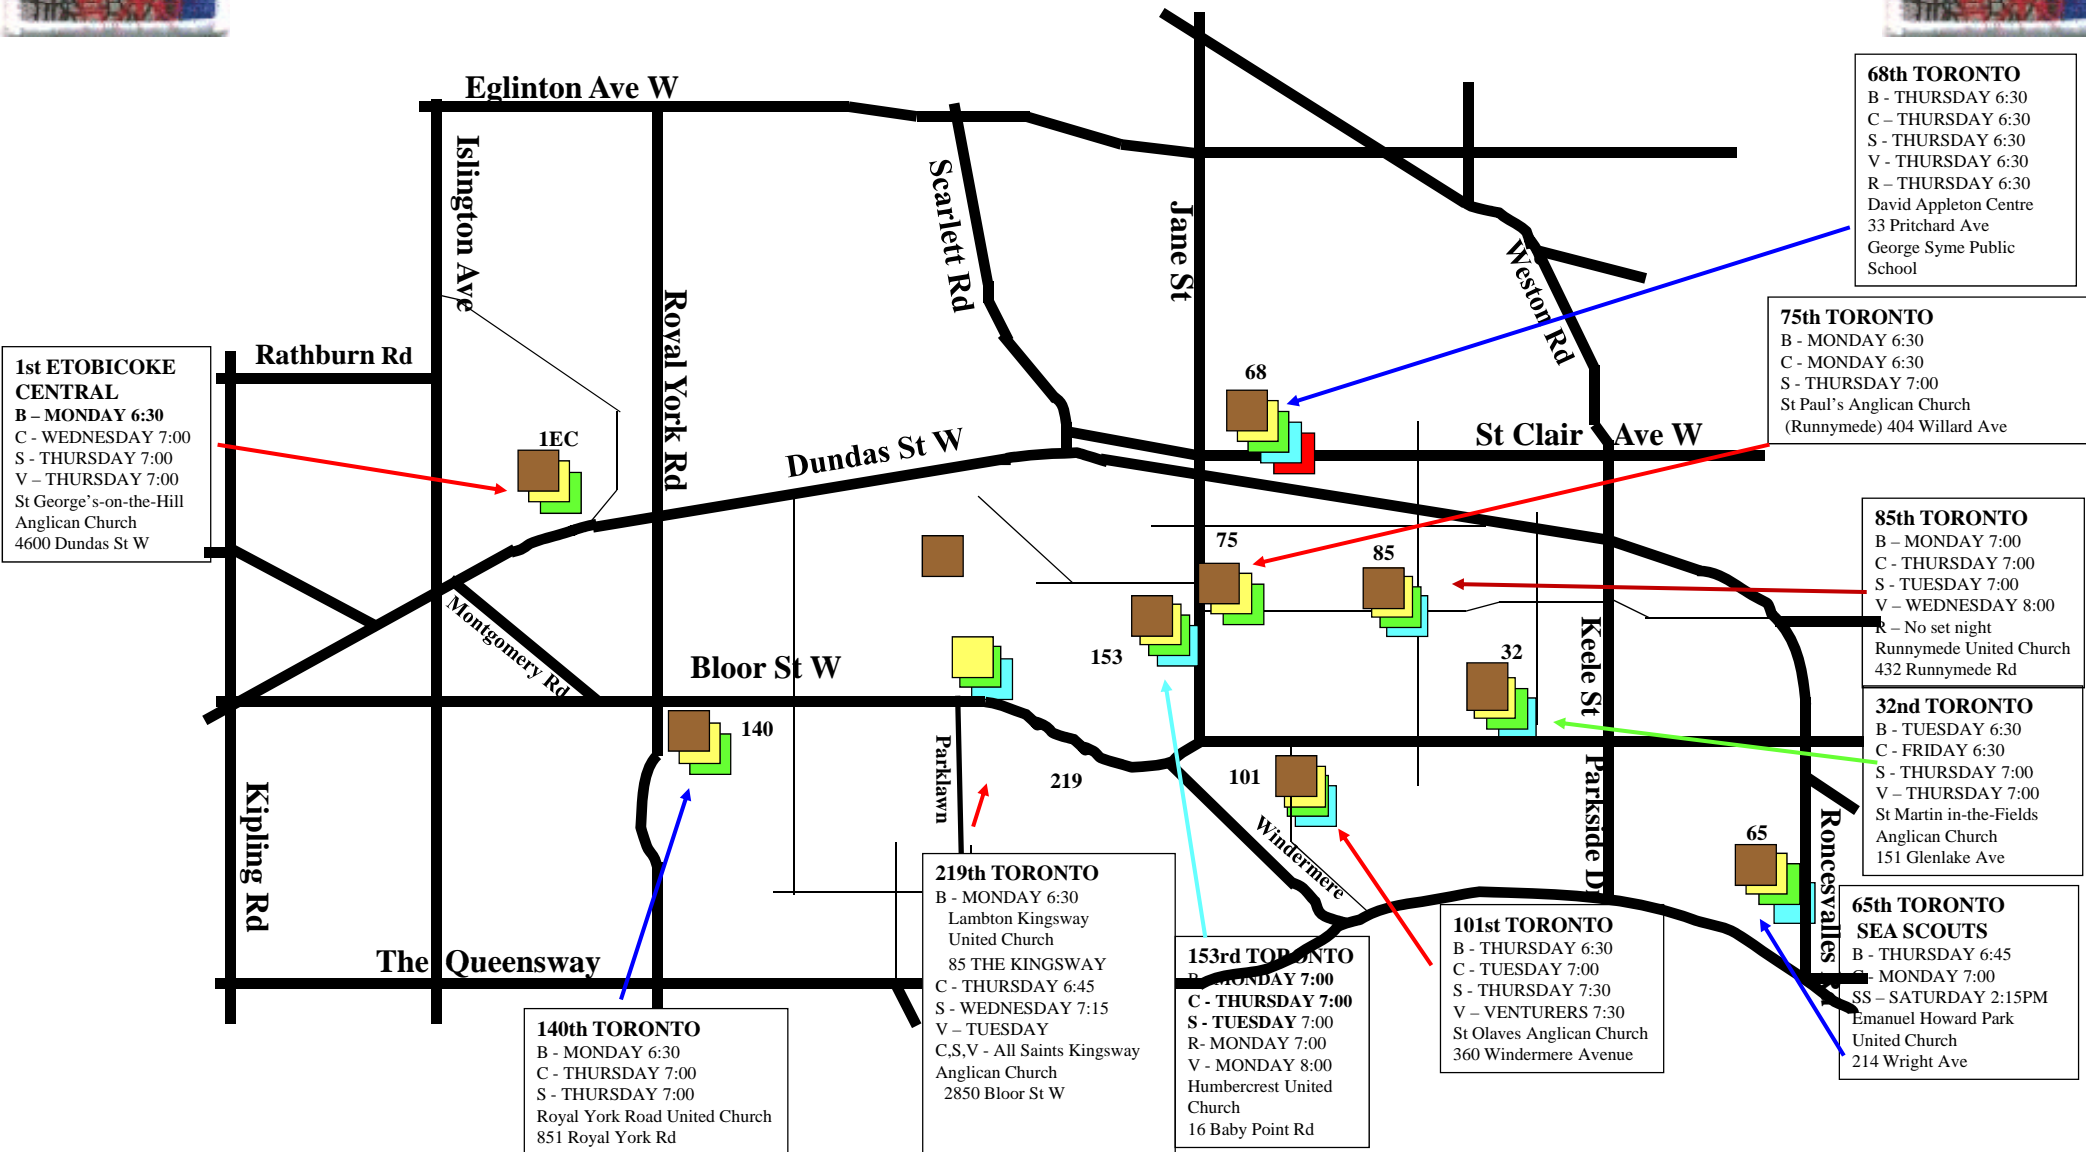 Eglinton Ave W
Islington Ave
Royal York Rd
Scarlett Rd
Jane St
Weston Rd
Rathburn Rd
Dundas St W
St Clair Ave W
Montgomery Rd
Bloor St W
Keele St
Parklawn
Windermere
Parkside D
Kipling Rd
The Queensway
Roncesvalles
1EC
68
75
85
153
32
140
219
101
65
1st ETOBICOKE
CENTRAL
B – MONDAY 6:30
C - WEDNESDAY 7:00
S - THURSDAY 7:00
V – THURSDAY 7:00
St George's-on-the-Hill
Anglican Church
4600 Dundas St W
68th TORONTO
B - THURSDAY 6:30
C – THURSDAY 6:30
S - THURSDAY 6:30
V - THURSDAY 6:30
R – THURSDAY 6:30
David Appleton Centre
33 Pritchard Ave
George Syme Public
School
75th TORONTO
B - MONDAY 6:30
C - MONDAY 6:30
S - THURSDAY 7:00
St Paul's Anglican Church
(Runnymede) 404 Willard Ave
85th TORONTO
B – MONDAY 7:00
C - THURSDAY 7:00
S - TUESDAY 7:00
V – WEDNESDAY 8:00
R – No set night
Runnymede United Church
432 Runnymede Rd
32nd TORONTO
B - TUESDAY 6:30
C - FRIDAY 6:30
S - THURSDAY 7:00
V – THURSDAY 7:00
St Martin in-the-Fields
Anglican Church
151 Glenlake Ave
65th TORONTO
SEA SCOUTS
B - THURSDAY 6:45
C - MONDAY 7:00
SS – SATURDAY 2:15PM
Emanuel Howard Park
United Church
214 Wright Ave
101st TORONTO
B - THURSDAY 6:30
C - TUESDAY 7:00
S - THURSDAY 7:30
V – VENTURERS 7:30
St Olaves Anglican Church
360 Windermere Avenue
153rd TORONTO
B - MONDAY 7:00
C - THURSDAY 7:00
S - TUESDAY 7:00
R- MONDAY 7:00
V - MONDAY 8:00
Humbercrest United
Church
16 Baby Point Rd
219th TORONTO
B - MONDAY 6:30
Lambton Kingsway
United Church
85 THE KINGSWAY
C - THURSDAY 6:45
S - WEDNESDAY 7:15
V – TUESDAY
C,S,V - All Saints Kingsway
Anglican Church
2850 Bloor St W
140th TORONTO
B - MONDAY 6:30
C - THURSDAY 7:00
S - THURSDAY 7:00
Royal York Road United Church
851 Royal York Rd